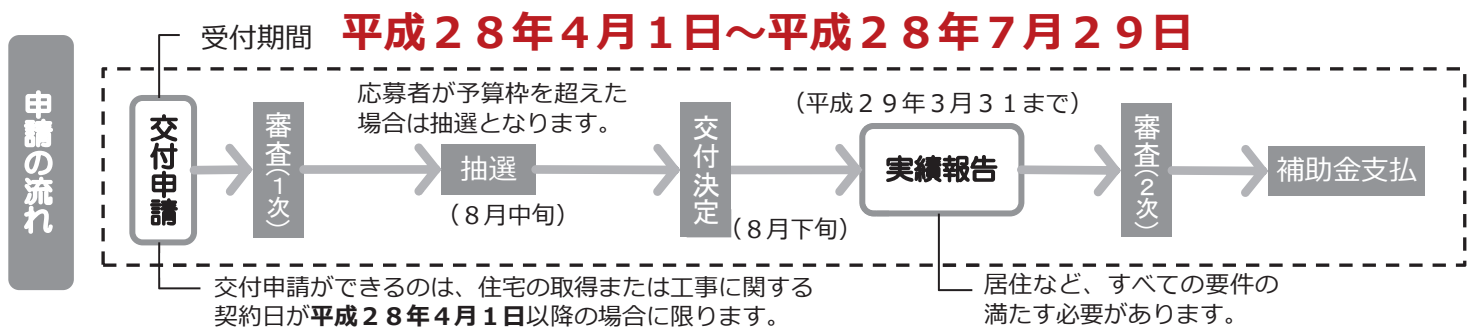 受付期間 平成２８年４月１日～平成２８年７月２９日
申請の流れ
交付申請
審査(１次)
応募者が予算枠を超えた
場合は抽選となります。
抽選
（８月中旬）
交付決定
（８月下旬）
（平成２９年３月３１まで）
実績報告
審査(２次)
補助金支払
交付申請ができるのは、住宅の取得または工事に関する
契約日が平成２８年４月１日以降の場合に限ります。
居住など、すべての要件の
満たす必要があります。